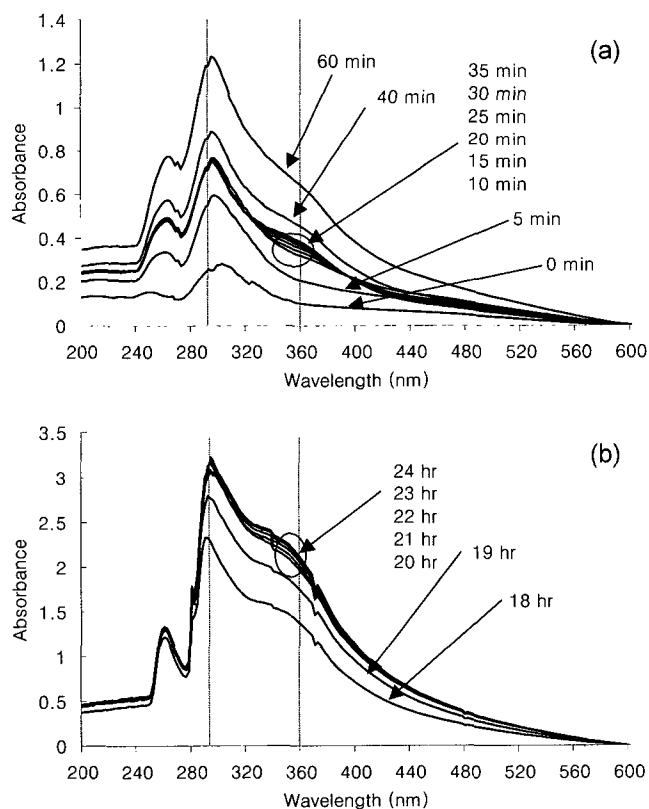 (a)
1.4
1.2
1
0.8
0.6
0.4
0.2
0
Absorbance
60 min
40 min
35 min
30 min
25 min
20 min
15 min
10 min
5 min
0 min
200 240 280 320 360 400 440 480 520 560 600
Wavelength (nm)
(b)
3.5
3
2.5
2
1.5
1
0.5
0
Absorbance
24 hr
23 hr
22 hr
21 hr
20 hr
19 hr
18 hr
200 240 280 320 360 400 440 480 520 560 600
Wavelength (nm)